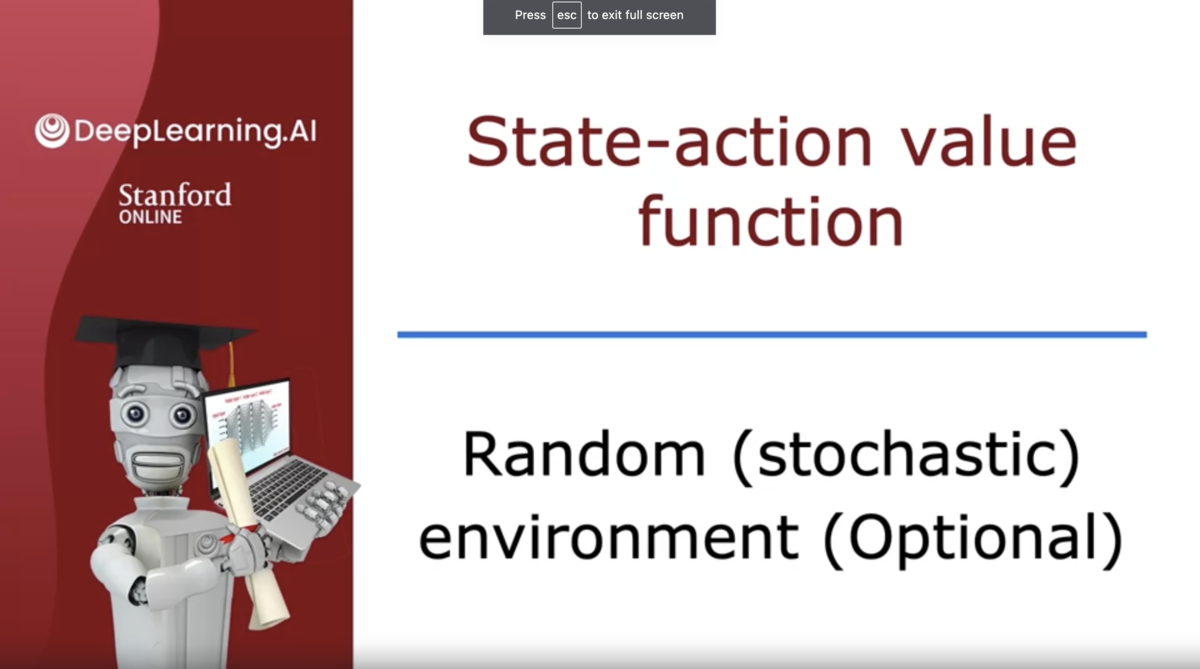 Press esc to exit full screen
DeepLearning.AI
Stanford
ONLINE
State-action value
function
Random (stochastic)
environment (Optional)